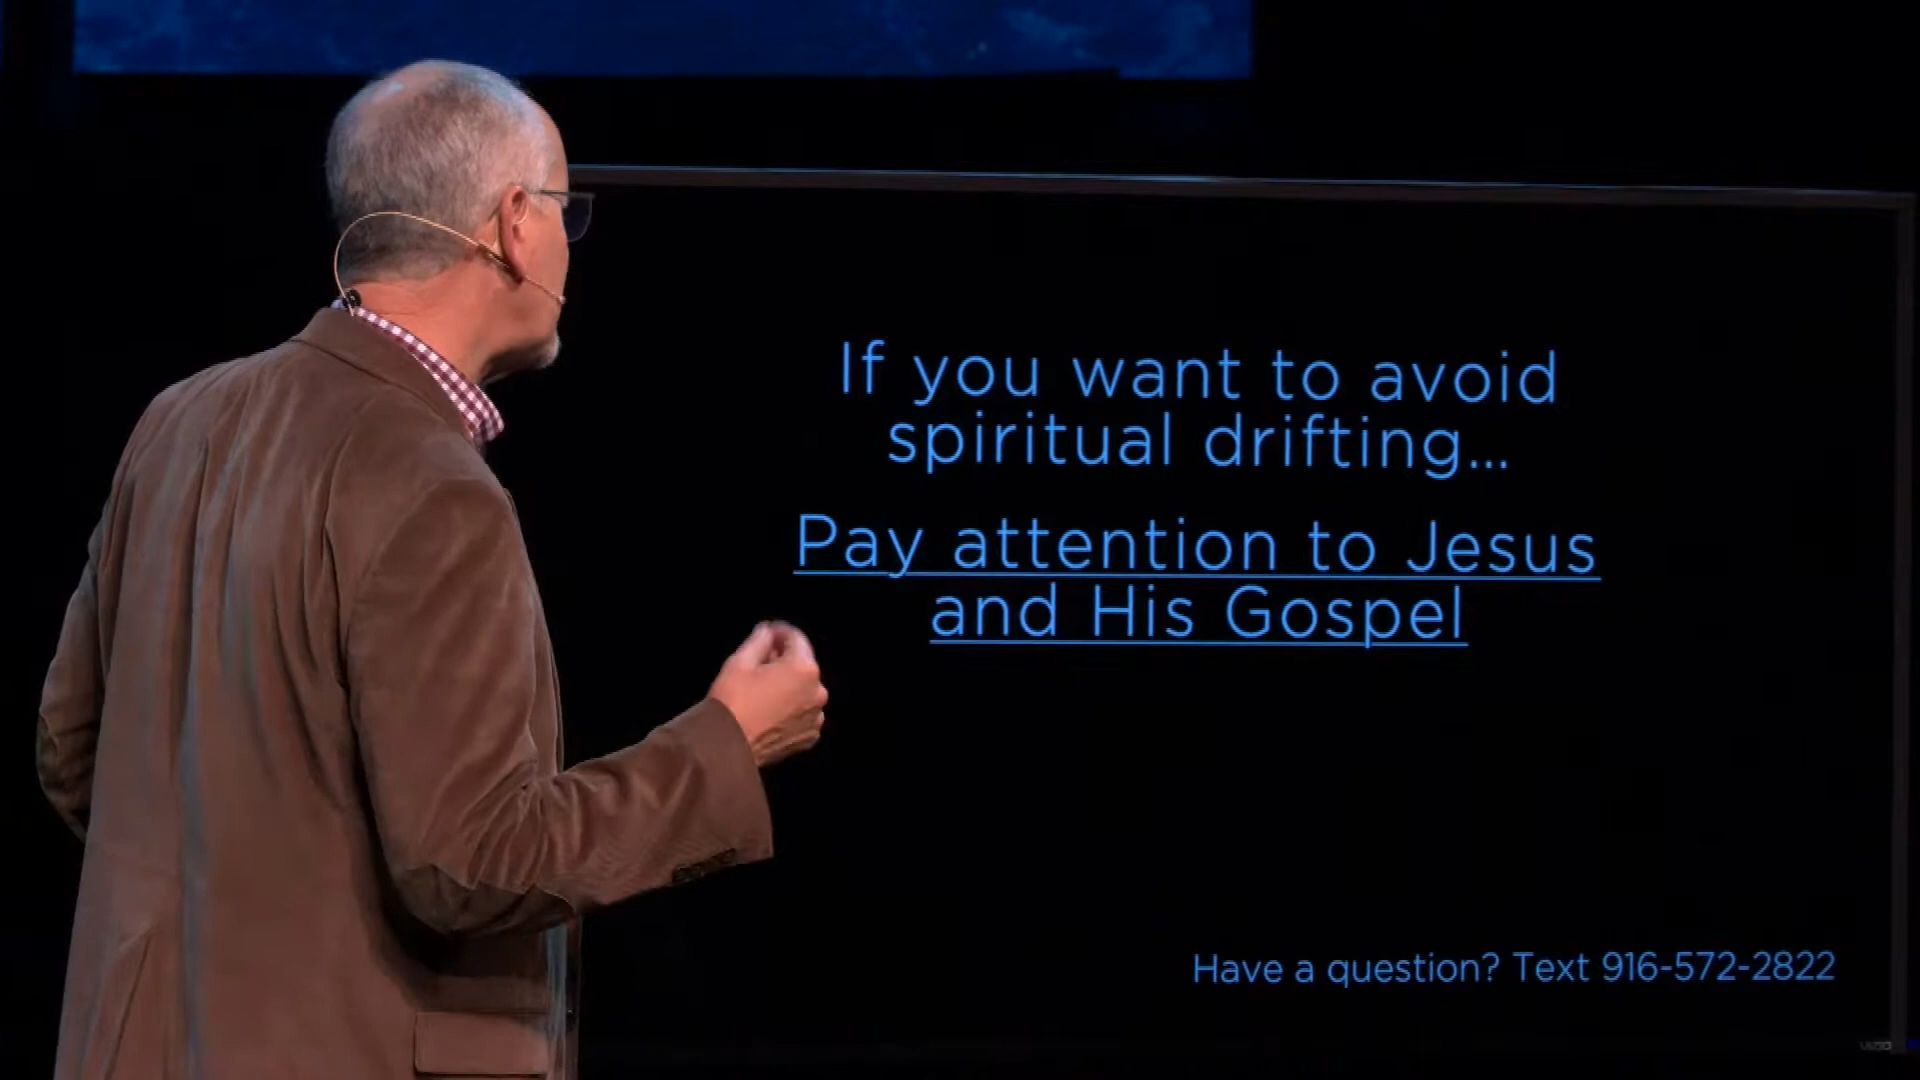 If you want to avoid
spiritual drifting...
Pay attention to Jesus
and His Gospel
Have a question? Text 916-572-2822
VIZIO